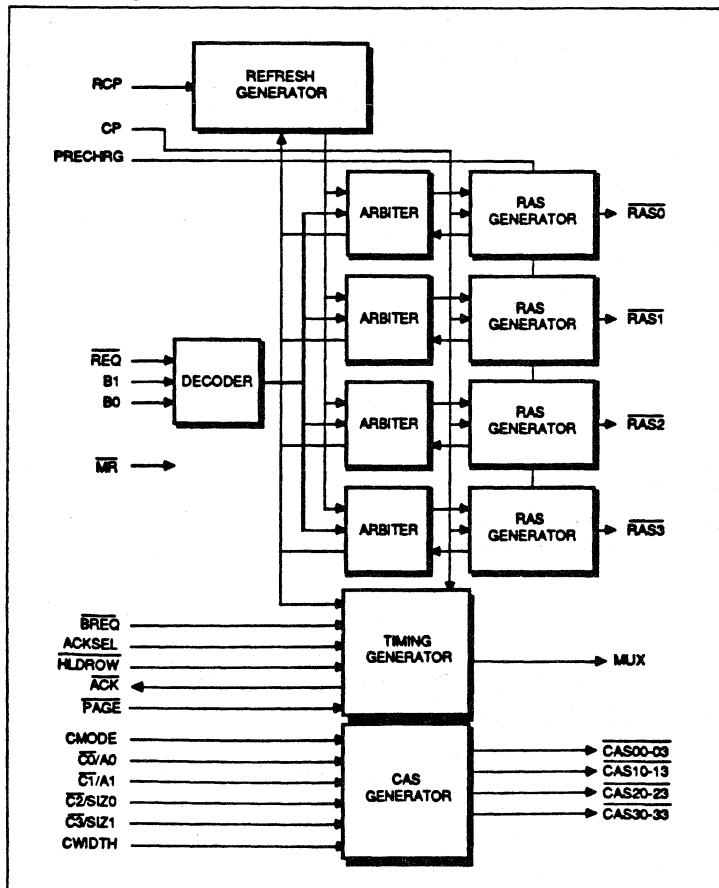 REFRESH
GENERATOR
RCP
CP
PRECHRG
ARBITER
RAS
GENERATOR
RAS0
ARBITER
RAS
GENERATOR
RAS1
REQ
B1
B0
DECODER
ARBITER
RAS
GENERATOR
RAS2
MR
ARBITER
RAS
GENERATOR
RAS3
BREQ
ACKSEL
HLDROW
ACK
PAGE
TIMING
GENERATOR
MUX
CMODE
C0/A0
C1/A1
C2/SIZ0
C3/SIZ1
CWIDTH
CAS
GENERATOR
CAS00-03
CAS10-13
CAS20-23
CAS30-33